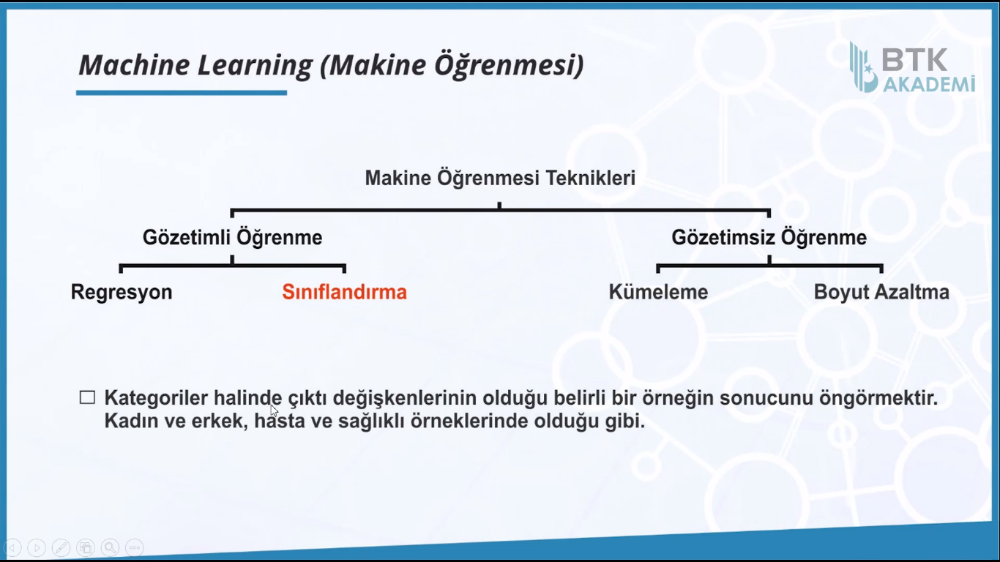 Machine Learning (Makine Öğrenmesi)
BTK
AKADEMİ
Makine Öğrenmesi Teknikleri
Gözetimli Öğrenme
Gözetimsiz Öğrenme
Regresyon
Sınıflandırma
Kümeleme
Boyut Azaltma
Kategoriler halinde çıktı değişkenlerinin olduğu belirli bir örneğin sonucunu öngörmektir.
Kadın ve erkek, hasta ve sağlıklı örneklerinde olduğu gibi.